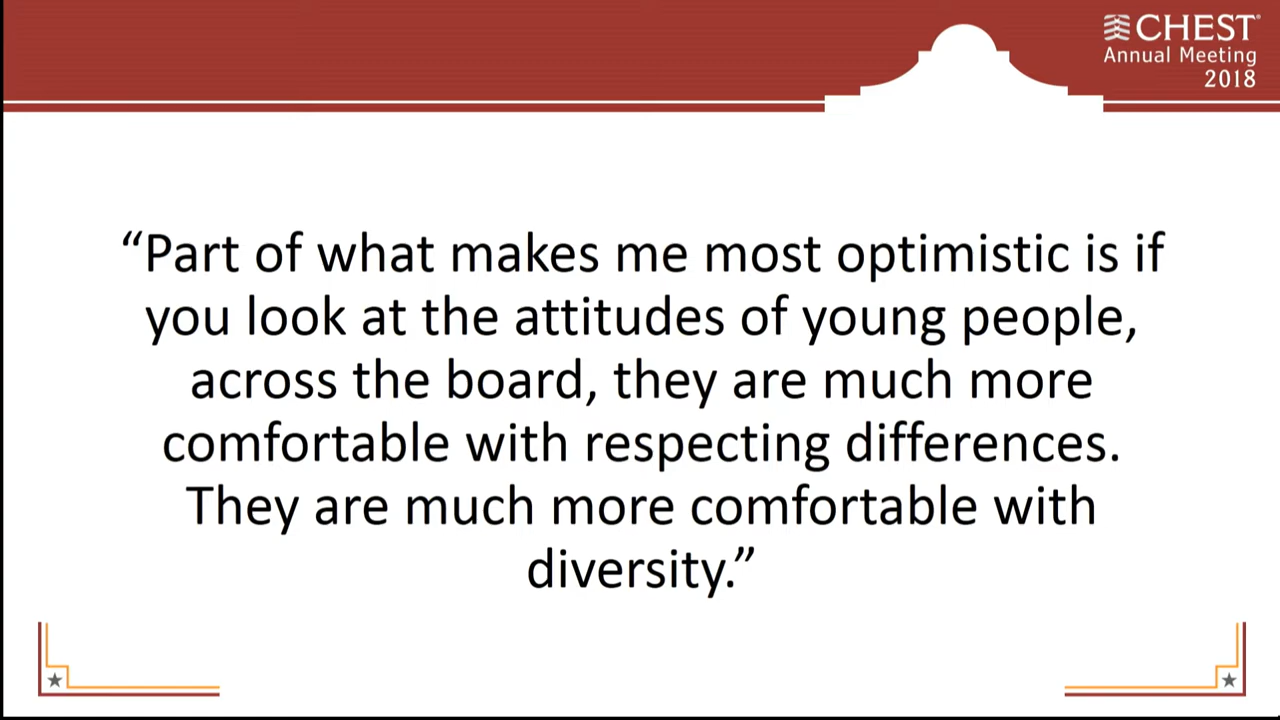 CHEST
Annual Meeting
2018
“Part of what makes me most optimistic is if
you look at the attitudes of young people,
across the board, they are much more
comfortable with respecting differences.
They are much more comfortable with
diversity.”